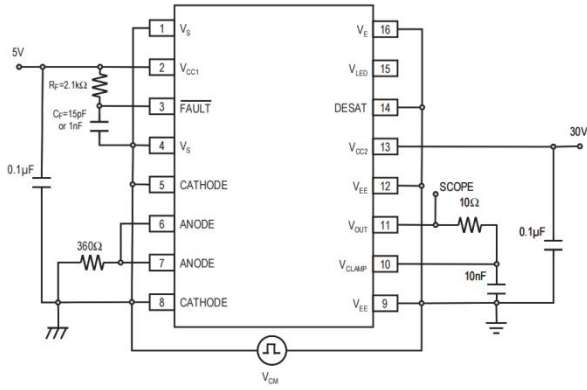 1 V_S V_E 16
5V
2 V_CC1 V_LED 15
R_F=2.1kΩ
3 FAULT DESAT 14
C_F=15pF
or 1nF
4 V_S V_CC2 13
30V
0.1µF
5 CATHODE V_EE 12
SCOPE
10Ω
6 ANODE V_OUT 11
0.1µF
360Ω
7 ANODE V_CLAMP 10
10nF
8 CATHODE V_EE 9
V_CM